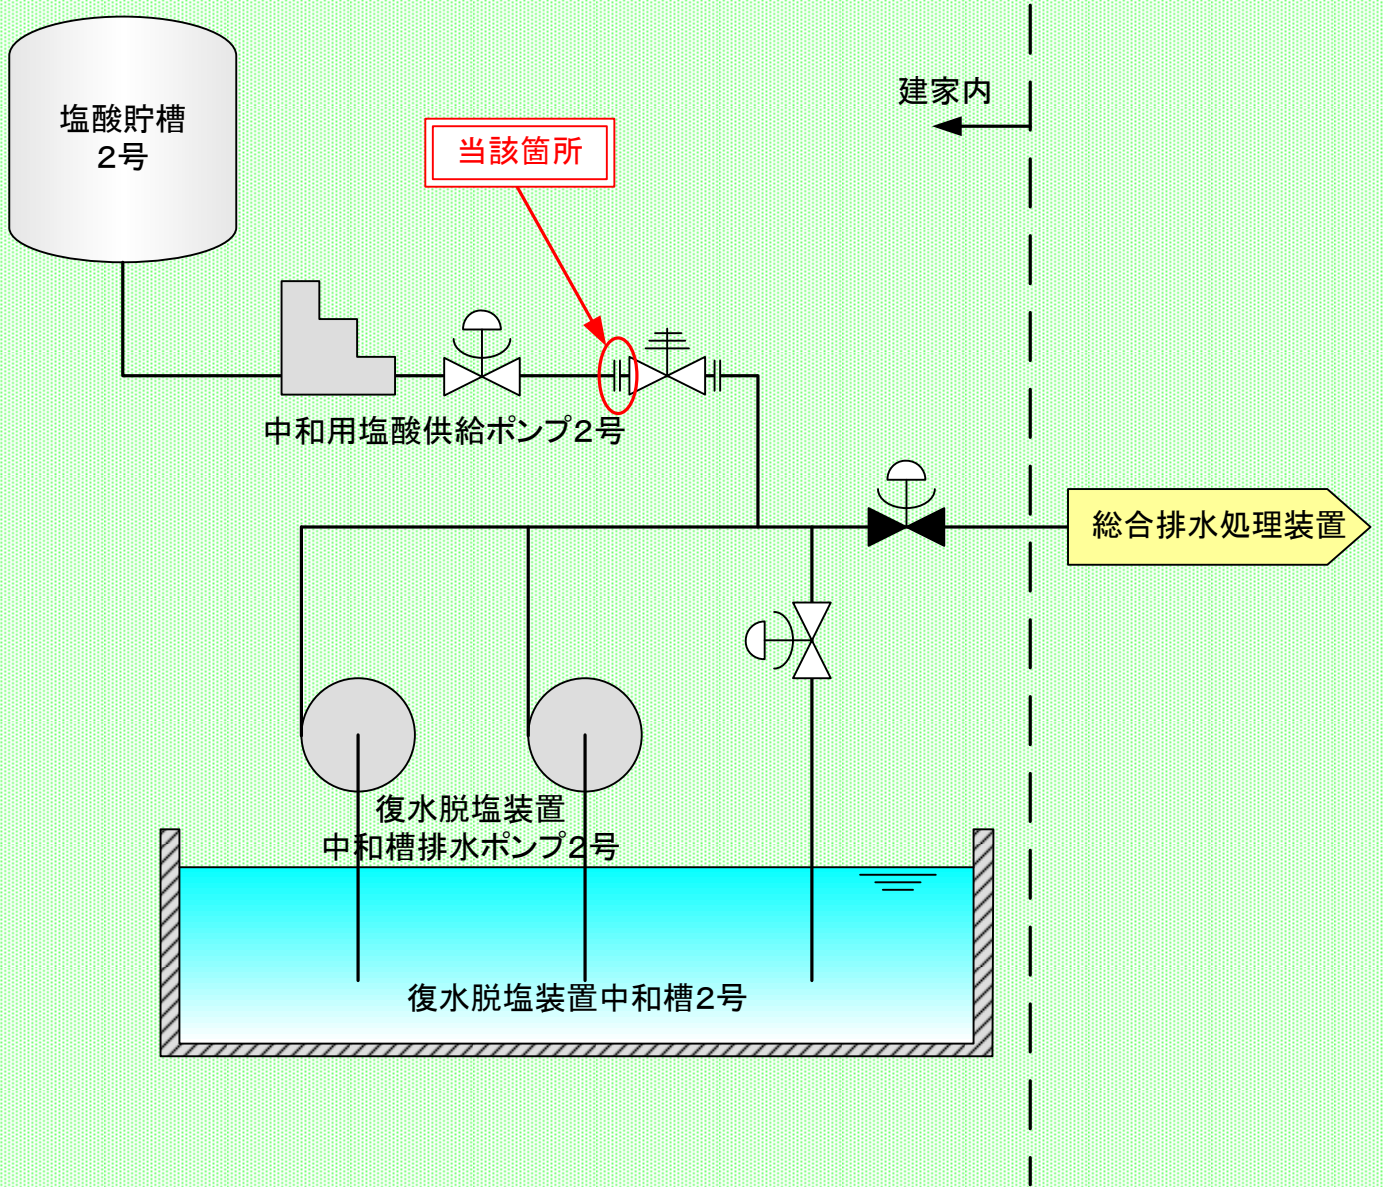 塩酸貯槽
2号
建家内
当該箇所
中和用塩酸供給ポンプ2号
総合排水処理装置
復水脱塩装置
中和槽排水ポンプ2号
復水脱塩装置中和槽2号